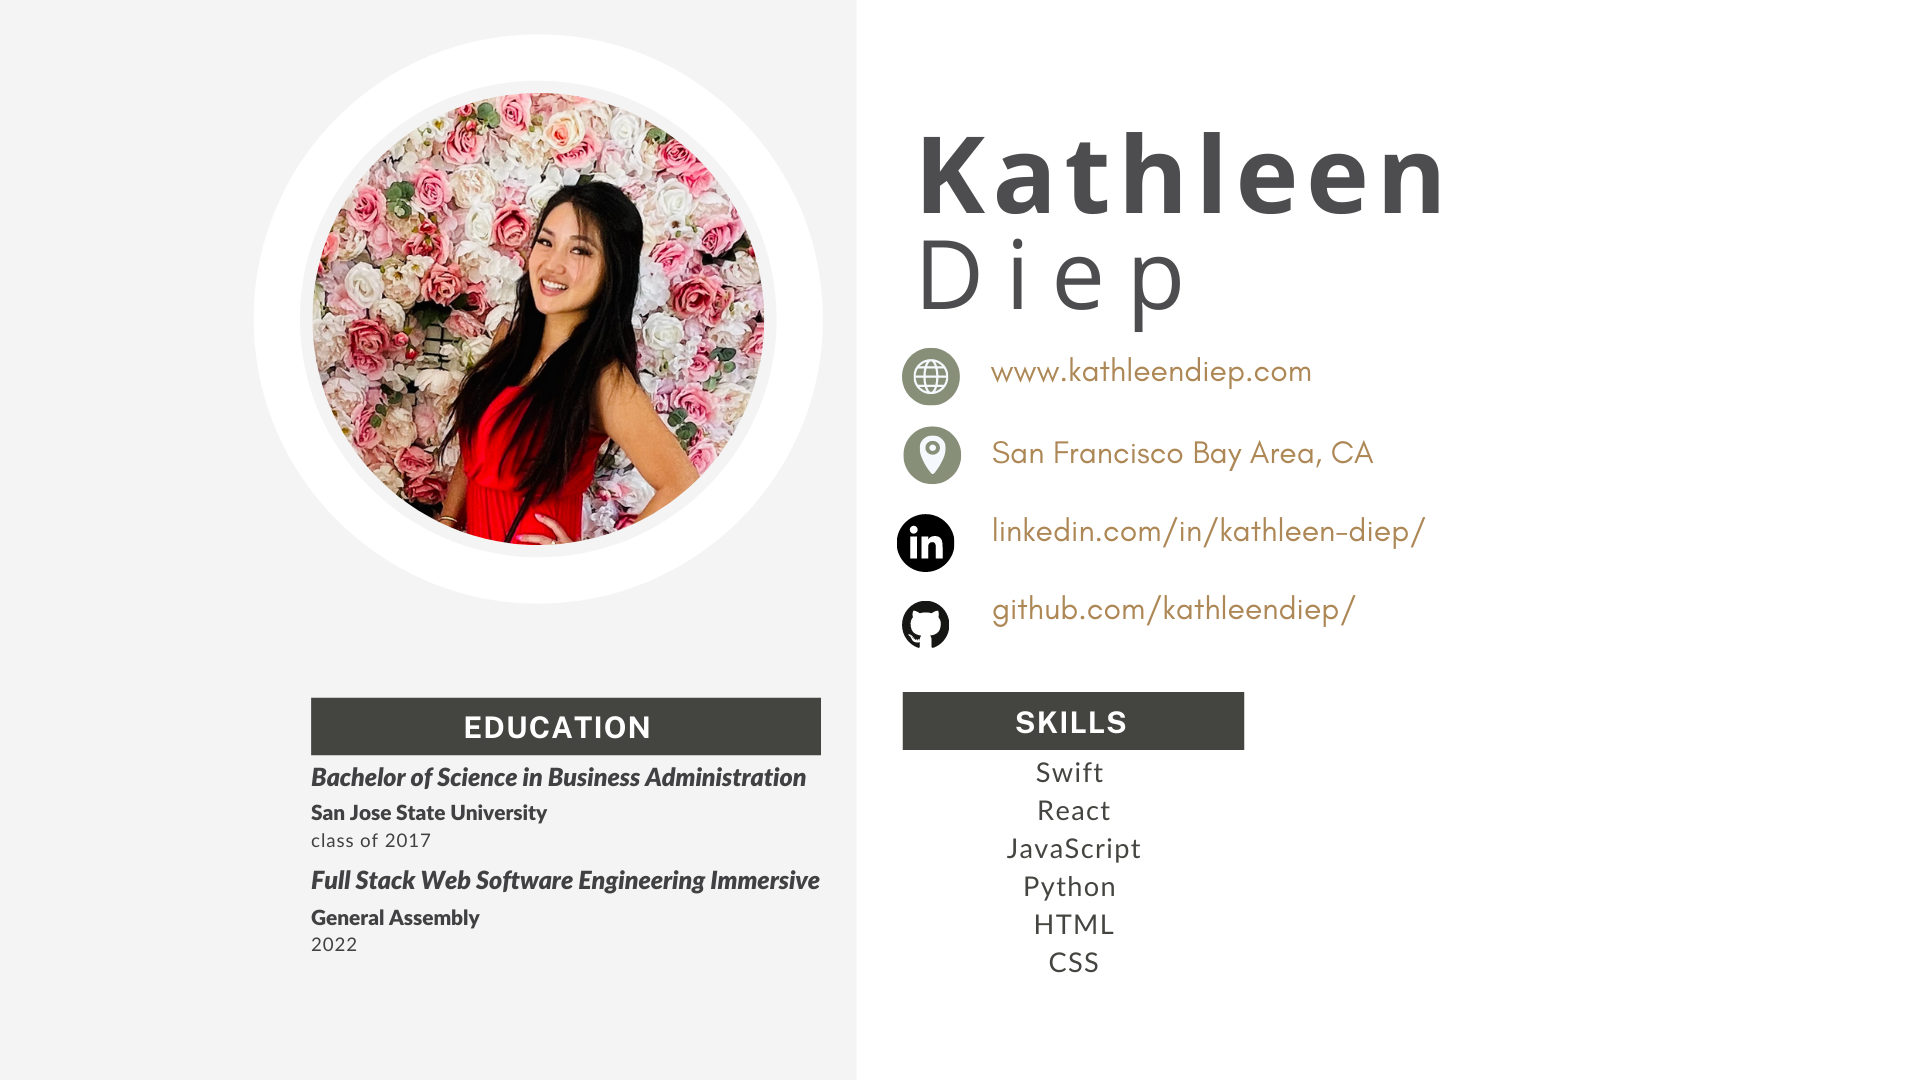 Kathleen
Diep
www.kathleendiep.com
San Francisco Bay Area, CA
in
linkedin.com/in/kathleen-diep/
github.com/kathleendiep/
EDUCATION
Bachelor of Science in Business Administration
San Jose State University
class of 2017
Full Stack Web Software Engineering Immersive
General Assembly
2022
SKILLS
Swift
React
JavaScript
Python
HTML
CSS